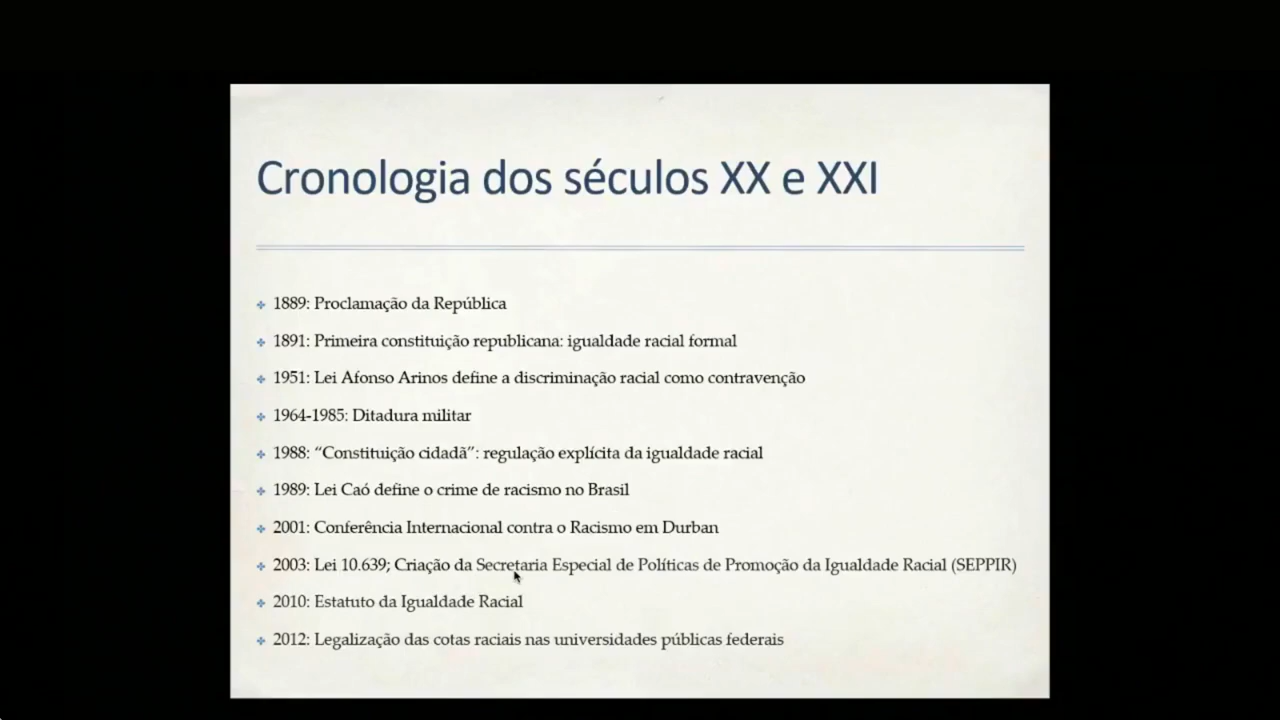 Cronologia dos séculos XX e XXI
1889: Proclamação da República
1891: Primeira constituição republicana: igualdade racial formal
1951: Lei Afonso Arinos define a discriminação racial como contravenção
1964-1985: Ditadura militar
1988: “Constituição cidadã”: regulação explícita da igualdade racial
1989: Lei Caó define o crime de racismo no Brasil
2001: Conferência Internacional contra o Racismo em Durban
2003: Lei 10.639; Criação da Secretaria Especial de Políticas de Promoção da Igualdade Racial (SEPPIR)
2010: Estatuto da Igualdade Racial
2012: Legalização das cotas raciais nas universidades públicas federais